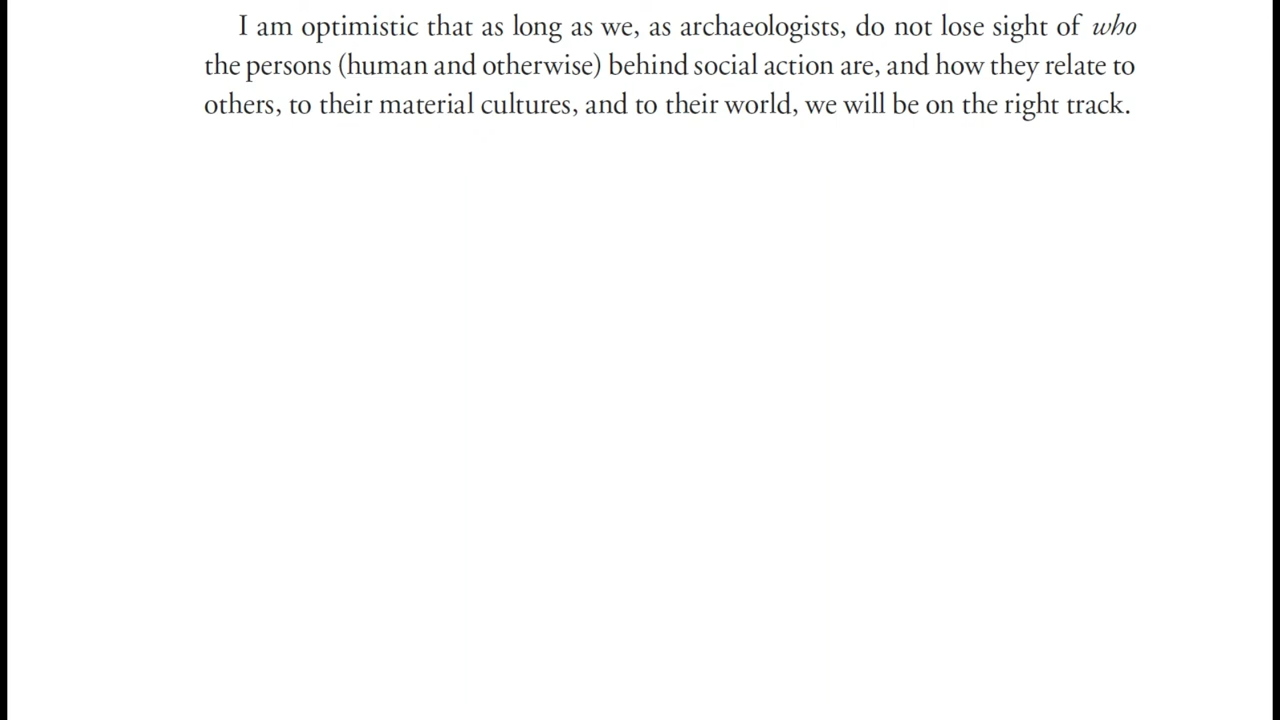 I am optimistic that as long as we, as archaeologists, do not lose sight of who
the persons (human and otherwise) behind social action are, and how they relate to
others, to their material cultures, and to their world, we will be on the right track.